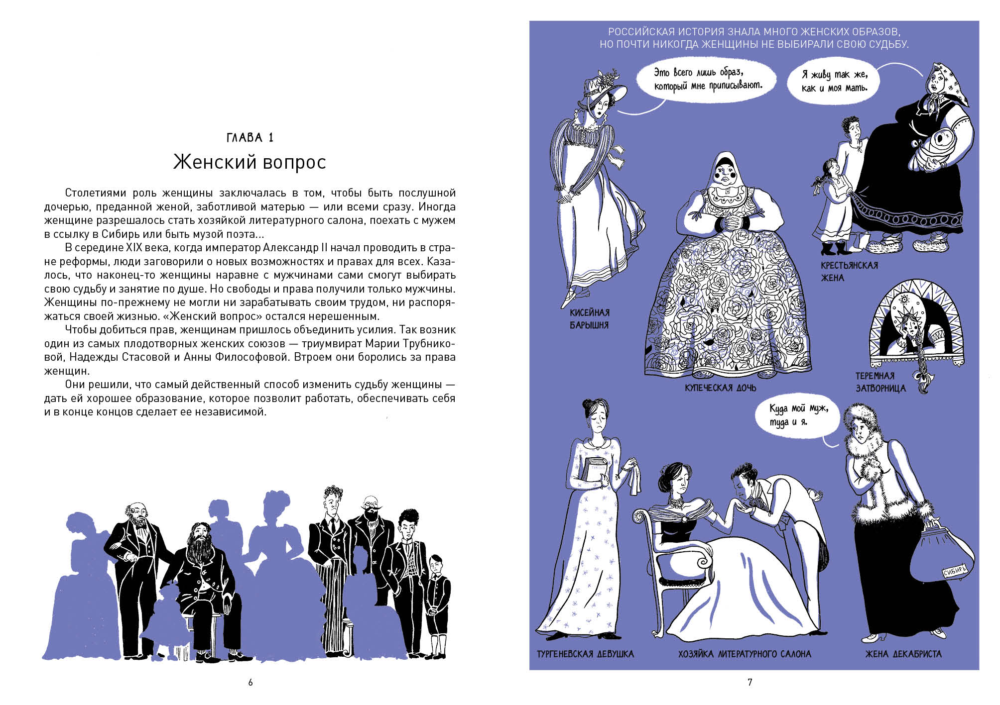 ГЛАВА 1
Женский вопрос
Столетиями роль женщины заключалась в том, чтобы быть послушной
дочерью, преданной женой, заботливой матерью — или всеми сразу. Иногда
женщине разрешалось стать хозяйкой литературного салона, поехать с мужем
в ссылку в Сибирь или быть музой поэта...
В середине XIX века, когда император Александр II начал проводить в стра-
не реформы, люди заговорили о новых возможностях и правах для всех. Каза-
лось, что наконец-то женщины наравне с мужчинами сами смогут выбирать
свою судьбу и занятие по душе. Но свободы и права получили только мужчины.
Женщины по-прежнему не могли ни зарабатывать своим трудом, ни распоря-
жаться своей жизнью. «Женский вопрос» остался нерешенным.
Чтобы добиться прав, женщинам пришлось объединить усилия. Так возник
один из самых плодотворных женских союзов — триумвират Марии Трубнико-
вой, Надежды Стасовой и Анны Философовой. Втроем они боролись за права
женщин.
Они решили, что самый действенный способ изменить судьбу женщины —
дать ей хорошее образование, которое позволит работать, обеспечивать себя
и в конце концов сделает ее независимой.
6
РОССИЙСКАЯ ИСТОРИЯ ЗНАЛА МНОГО ЖЕНСКИХ ОБРАЗОВ,
НО ПОЧТИ НИКОГДА ЖЕНЩИНЫ НЕ ВЫБИРАЛИ СВОЮ СУДЬБУ.
Это всего лишь образ,
который мне приписывают.
Я живу так же,
как и моя мать.
КРЕСТЬЯНСКАЯ
ЖЕНА
КИСЕЙНАЯ
БАРЫШНЯ
КУПЕЧЕСКАЯ ДОЧЬ
ТЕРЕМНАЯ
ЗАТВОРНИЦА
Куда мой муж,
туда и я.
СИБИРЬ
ТУРГЕНЕВСКАЯ ДЕВУШКА
ХОЗЯЙКА ЛИТЕРАТУРНОГО САЛОНА
ЖЕНА ДЕКАБРИСТА
7